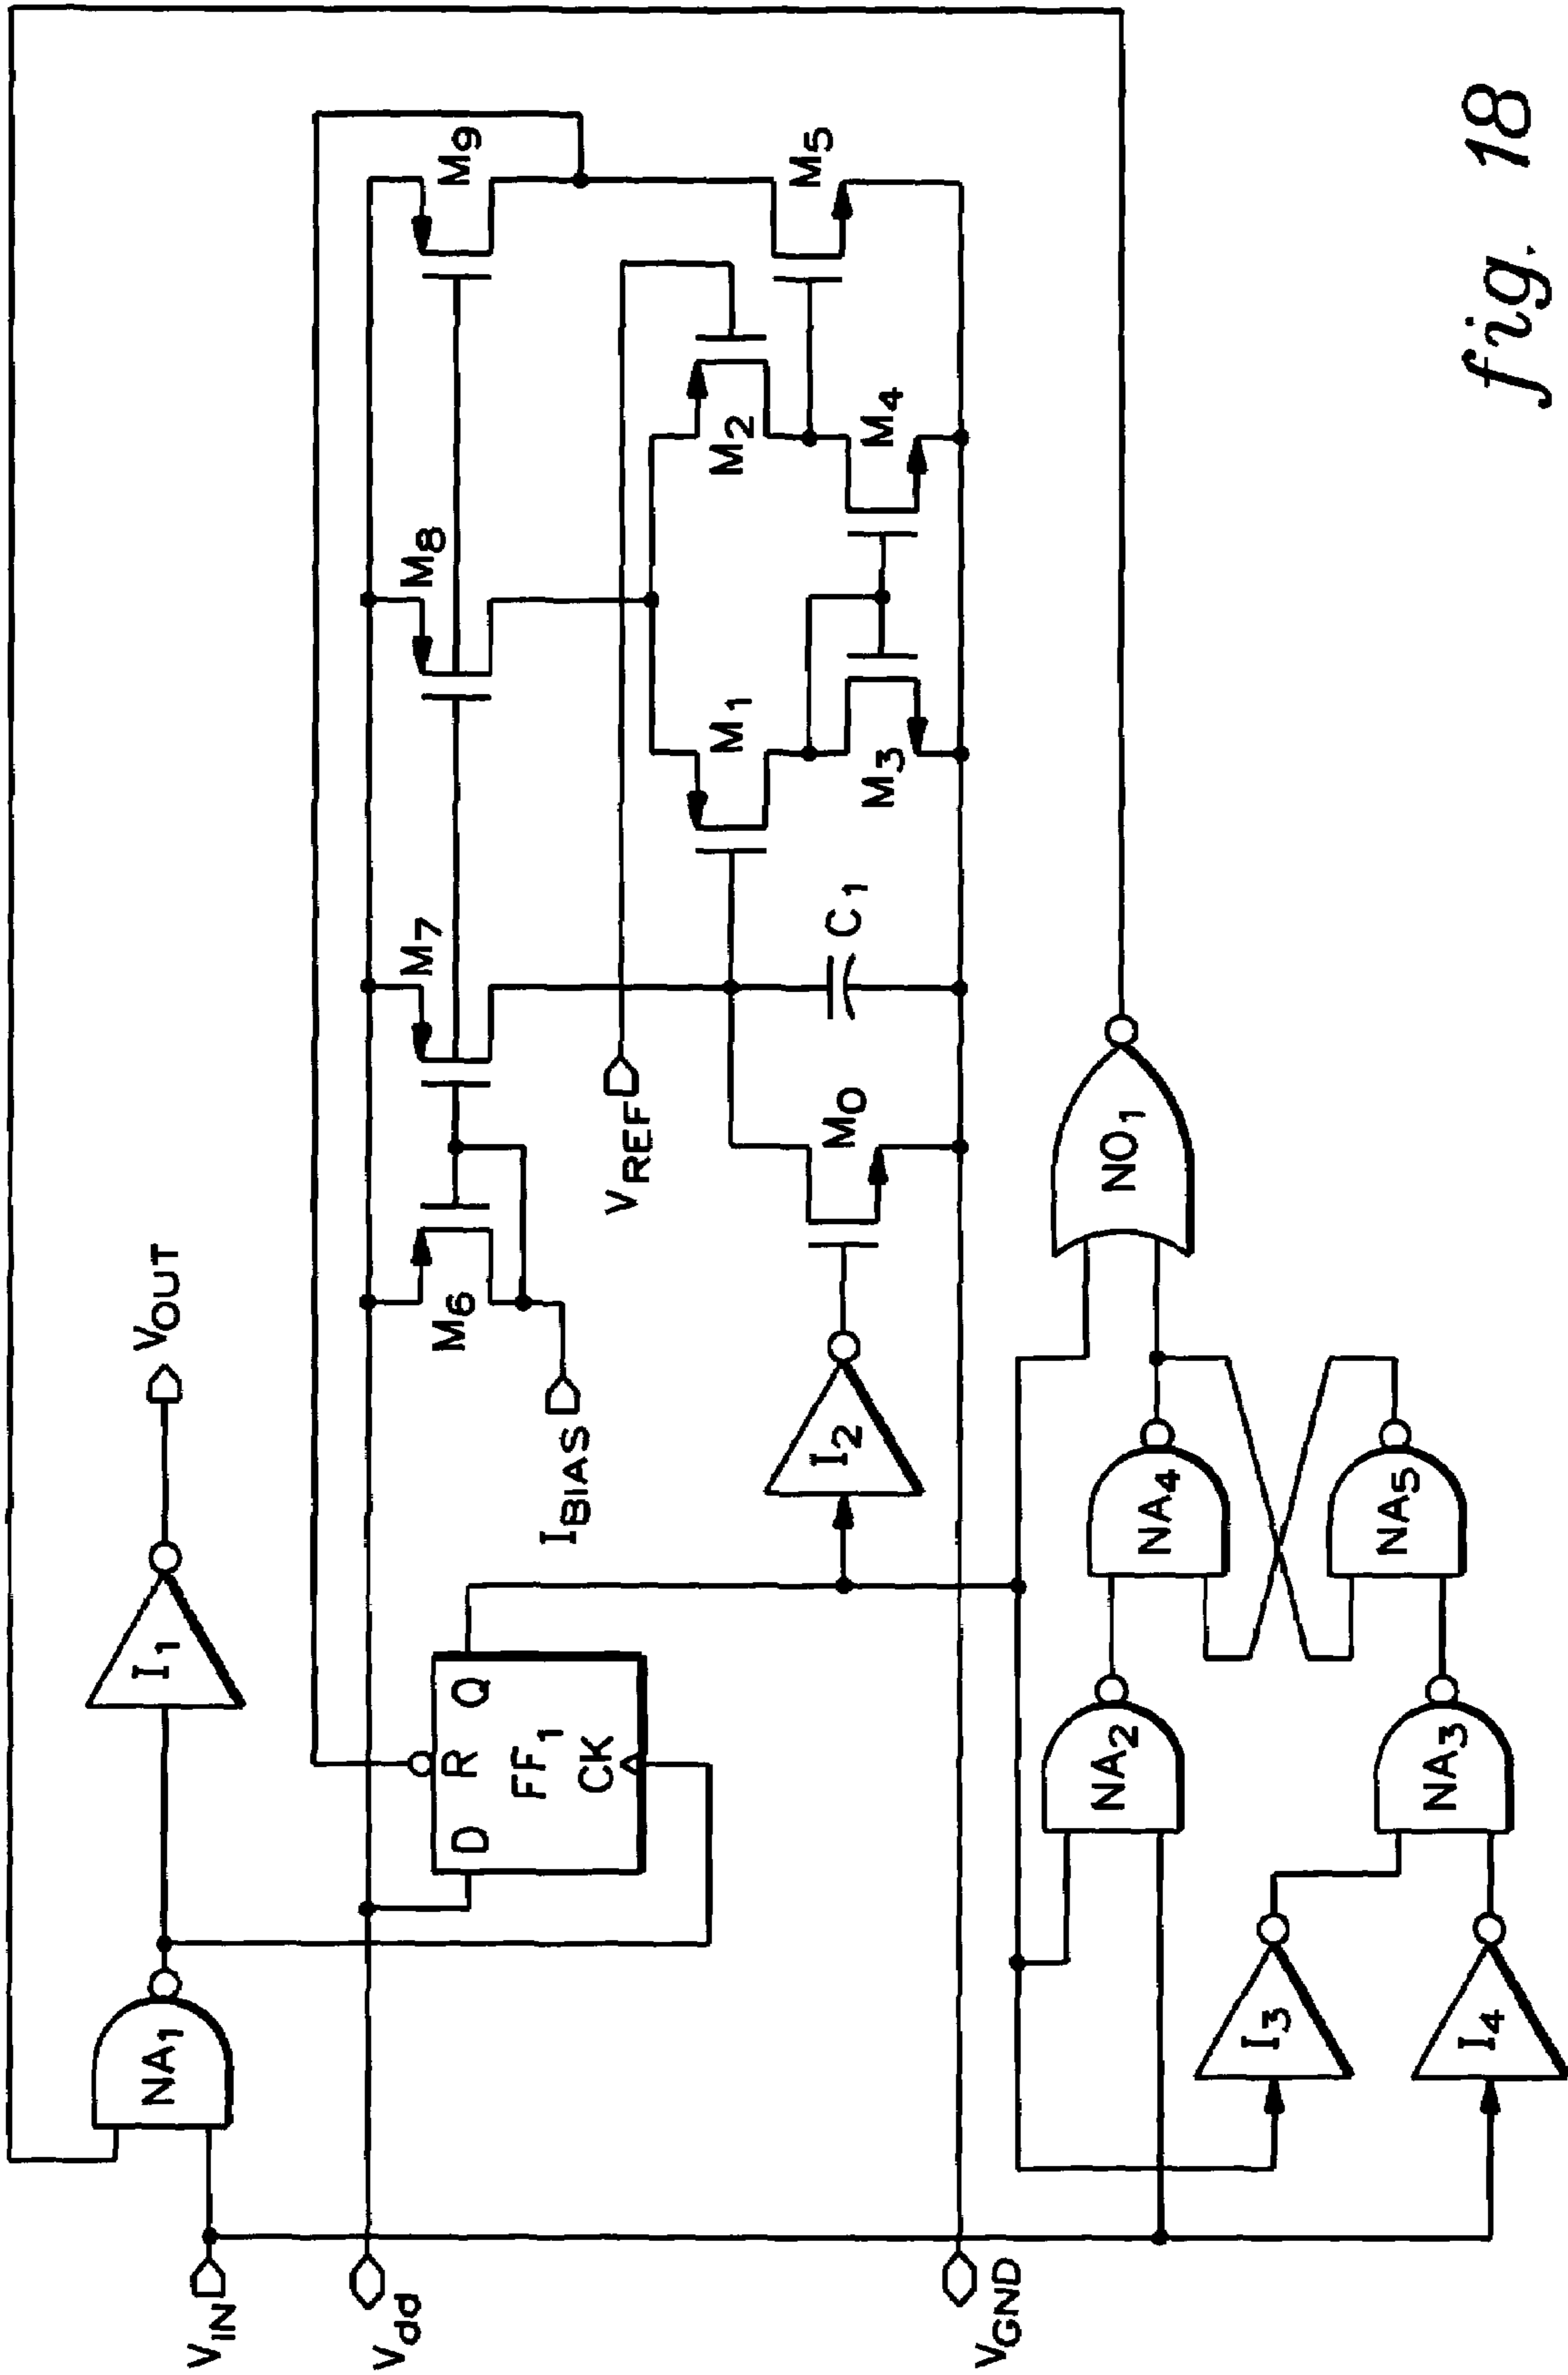 VIN
Vdd
VGND
NA1
I1
VOUT
D
R
Q
FF1
CK
IBIAS
M6
M7
M8
M9
VREF
M1
M2
M0
C1
M3
M4
M5
I2
NA2
NA3
I3
I4
NA4
NA5
NO1
fig. 18